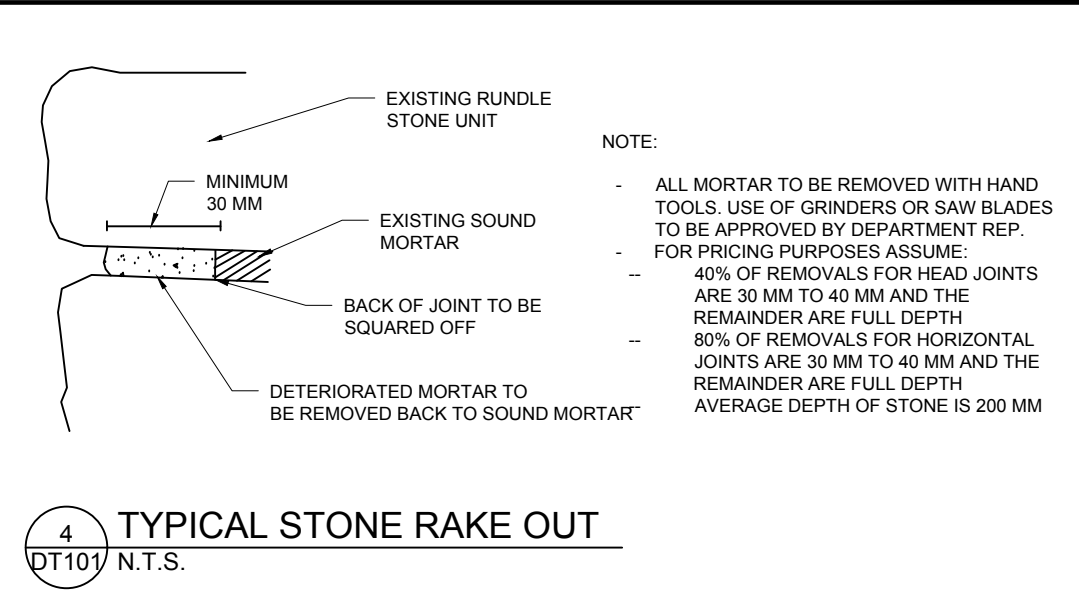 EXISTING RUNDLE
STONE UNIT
MINIMUM
30 MM
EXISTING SOUND
MORTAR
BACK OF JOINT TO BE
SQUARED OFF
DETERIORATED MORTAR TO
BE REMOVED BACK TO SOUND MORTAR
NOTE:
- ALL MORTAR TO BE REMOVED WITH HAND
TOOLS. USE OF GRINDERS OR SAW BLADES
TO BE APPROVED BY DEPARTMENT REP.
- FOR PRICING PURPOSES ASSUME:
-- 40% OF REMOVALS FOR HEAD JOINTS
ARE 30 MM TO 40 MM AND THE
REMAINDER ARE FULL DEPTH
-- 80% OF REMOVALS FOR HORIZONTAL
JOINTS ARE 30 MM TO 40 MM AND THE
REMAINDER ARE FULL DEPTH
-- AVERAGE DEPTH OF STONE IS 200 MM
4
DT101
TYPICAL STONE RAKE OUT
N.T.S.